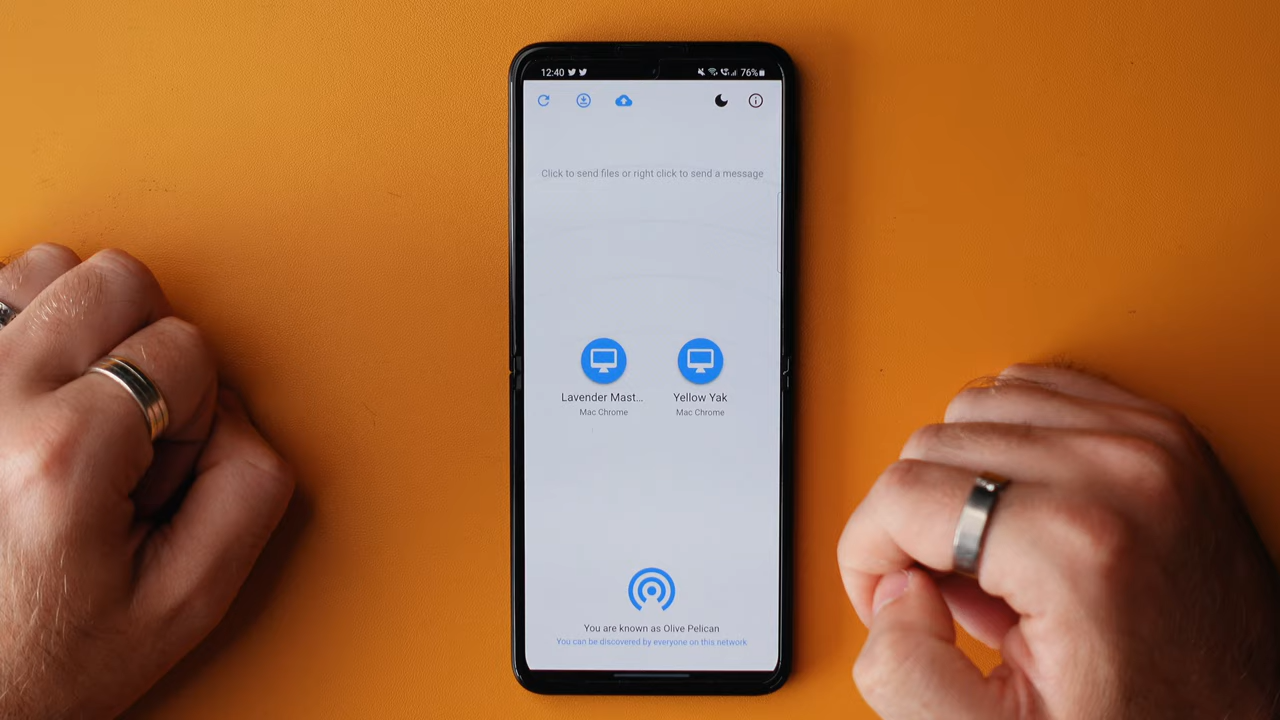 12:40 76%
Click to send files or right click to send a message
Lavender Mast... Yellow Yak
Mac Chrome Mac Chrome
You are known as Olive Pelican
You can be discovered by everyone on this network